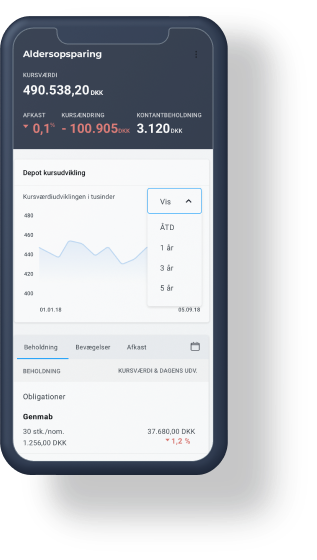 Aldersopsparing
KURSVÆRDI
490.538,20 DKK
AFKAST KURSÆNDRING KONTANTBEHOLDNING
0,1% - 100.905 DKK 3.120 DKK
Depot kursudvikling
Kursværdiudviklingen i tusinder
Vis
ÅTD
1 år
3 år
5 år
480
460
440
420
400
01.01.18 05.09.18
Beholdning Bevægelser Afkast
BEHOLDNING KURSVÆRDI & DAGENS UDV.
Obligationer
Genmab
30 stk./nom. 37.680,00 DKK
1.256,00 DKK 1,2 %